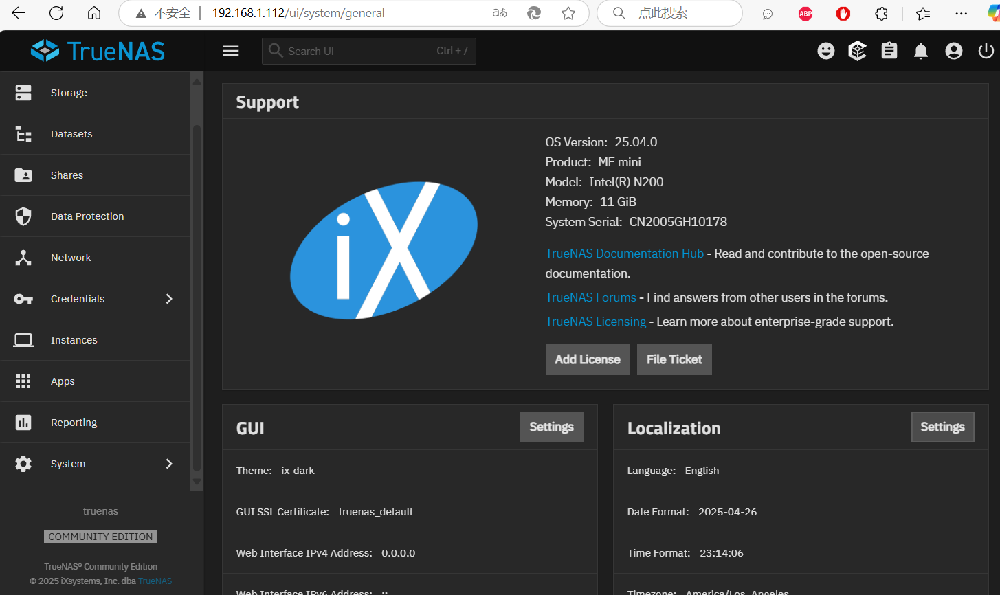 不安全 | 192.168.1.112/ui/system/general
aあ
点此搜索
ABP
TrueNAS
Search UI
Ctrl + /
Storage
Datasets
Shares
Data Protection
Network
Credentials
Instances
Apps
Reporting
System
truenas
COMMUNITY EDITION
TrueNAS® Community Edition
© 2025 iXsystems, Inc. dba TrueNAS
Support
iX
OS Version: 25.04.0
Product: ME mini
Model: Intel(R) N200
Memory: 11 GiB
System Serial: CN2005GH10178
TrueNAS Documentation Hub - Read and contribute to the open-source
documentation.
TrueNAS Forums - Find answers from other users in the forums.
TrueNAS Licensing - Learn more about enterprise-grade support.
Add License
File Ticket
GUI
Settings
Theme: ix-dark
GUI SSL Certificate: truenas_default
Web Interface IPv4 Address: 0.0.0.0
Web Interface IPv6 Address: ::
Localization
Settings
Language: English
Date Format: 2025-04-26
Time Format: 23:14:06
Timezone: America/Los_Angeles